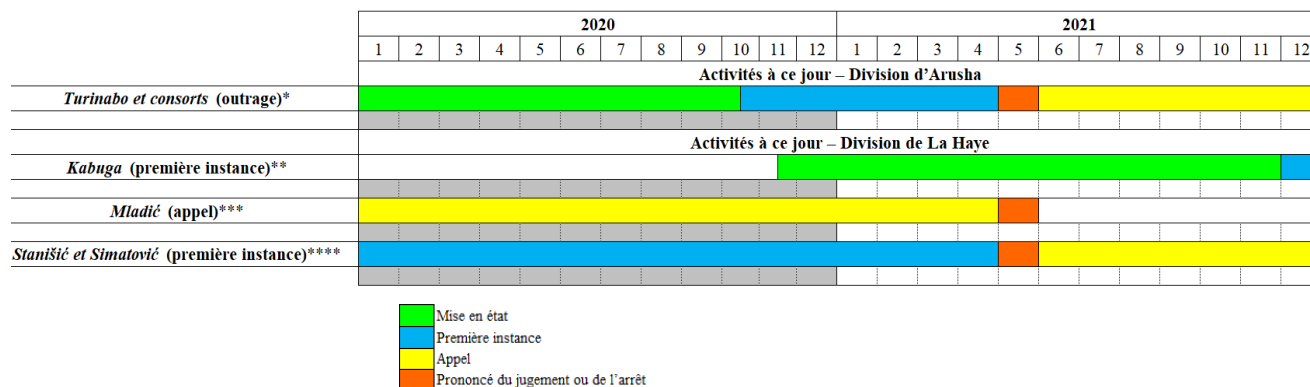 2020 2021
1 2 3 4 5 6 7 8 9 10 11 12 1 2 3 4 5 6 7 8 9 10 11 12
Activités à ce jour – Division d’Arusha
Turinabo et consorts (outrage)*
Activités à ce jour – Division de La Haye
Kabuga (première instance)**
Mladić (appel)***
Stanišić et Simatović (première instance)****
Mise en état
Première instance
Appel
Prononcé du jugement ou de l’arrêt